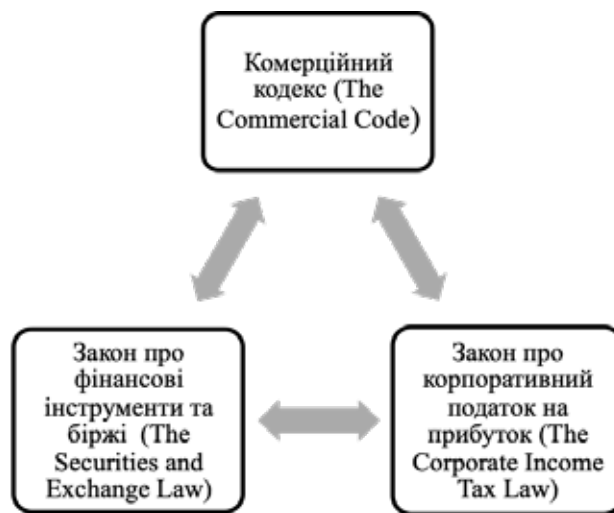 Комерційний
кодекс (The
Commercial Code)
Закон про
фінансові
інструменти та
біржі (The
Securities and
Exchange Law)
Закон про
корпоративний
податок на
прибуток (The
Corporate Income
Tax Law)